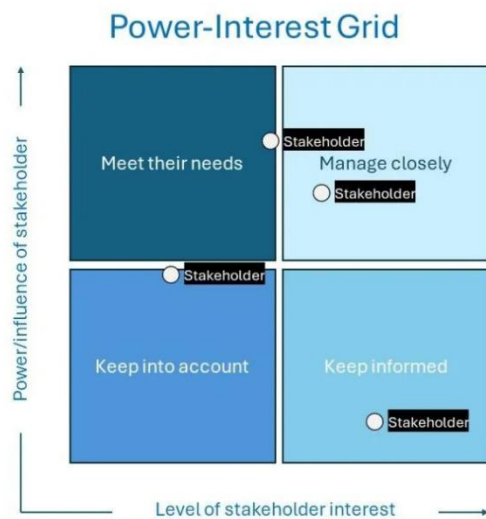 Power-Interest Grid
Power/influence of stakeholder
Meet their needs
Stakeholder
Manage closely
Stakeholder
Stakeholder
Keep into account
Keep informed
Stakeholder
Level of stakeholder interest